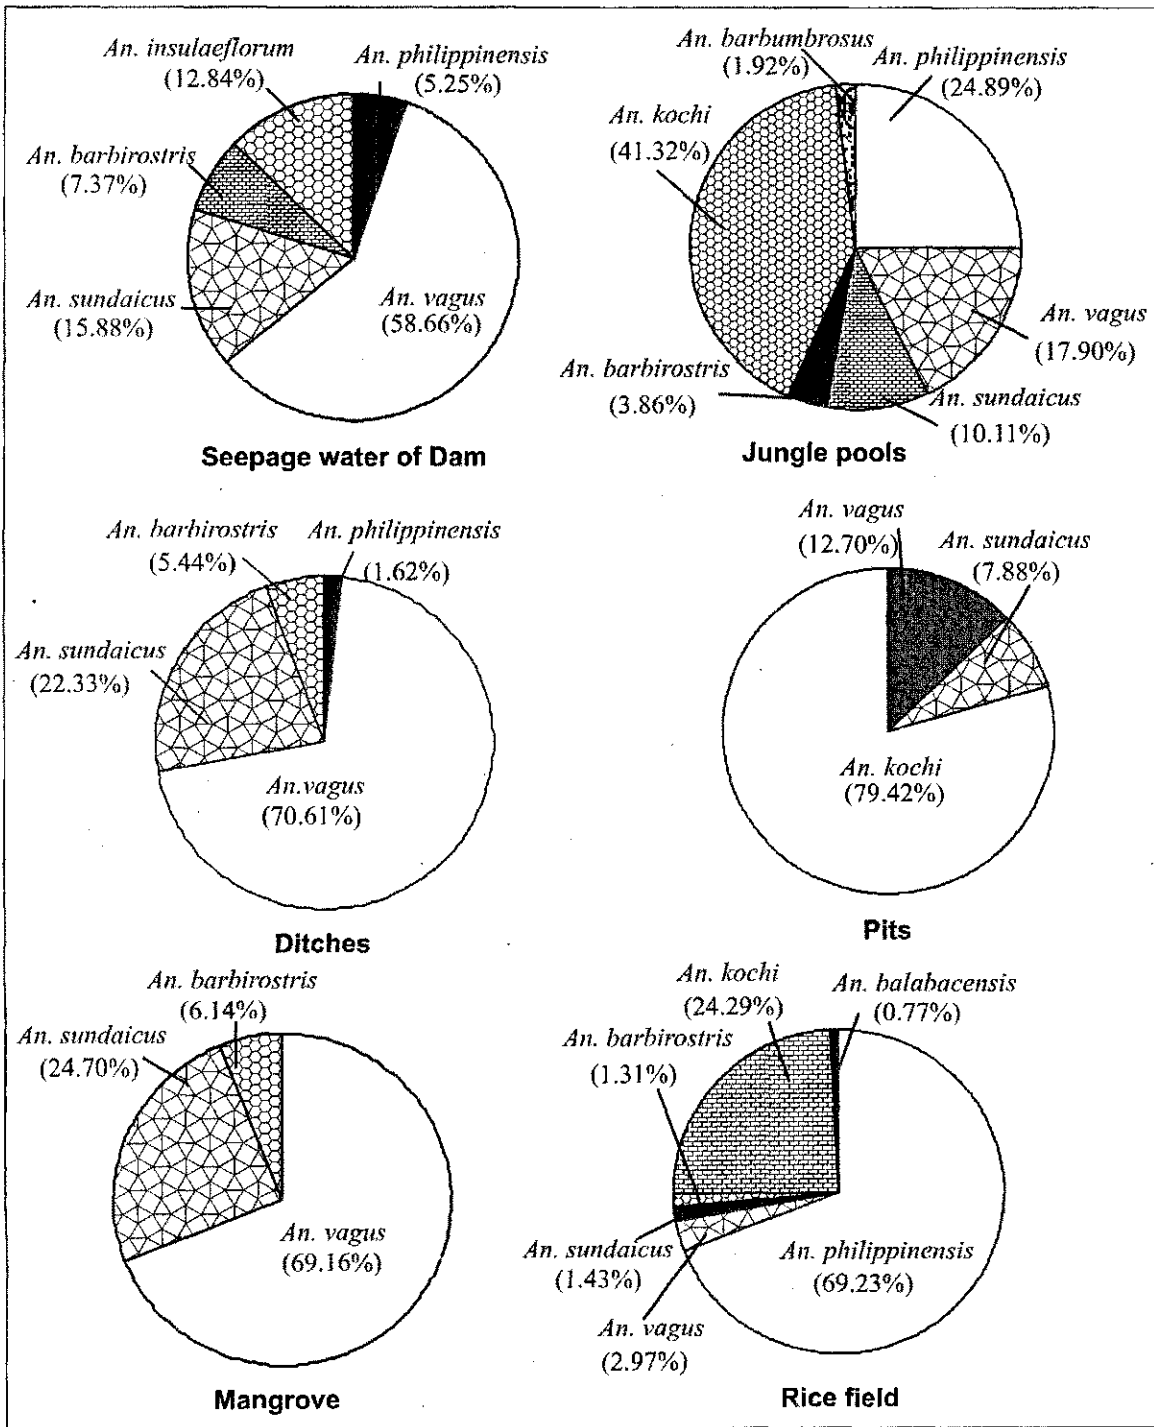 An. insulaeflorum
(12.84%)
An. philippinensis
(5.25%)
An. barbirostris
(7.37%)
An. sundaicus
(15.88%)
An. vagus
(58.66%)
Seepage water of Dam
An. barbumbrosus
(1.92%)
An. philippinensis
(24.89%)
An. kochi
(41.32%)
An. vagus
(17.90%)
An. barbirostris
(3.86%)
An. sundaicus
(10.11%)
Jungle pools
An. barbirostris
(5.44%)
An. philippinensis
(1.62%)
An. sundaicus
(22.33%)
An.vagus
(70.61%)
Ditches
An. vagus
(12.70%)
An. sundaicus
(7.88%)
An. kochi
(79.42%)
Pits
An. barbirostris
(6.14%)
An. sundaicus
(24.70%)
An. vagus
(69.16%)
Mangrove
An. kochi
(24.29%)
An. balabacensis
(0.77%)
An. barbirostris
(1.31%)
An. sundaicus
(1.43%)
An. philippinensis
(69.23%)
An. vagus
(2.97%)
Rice field